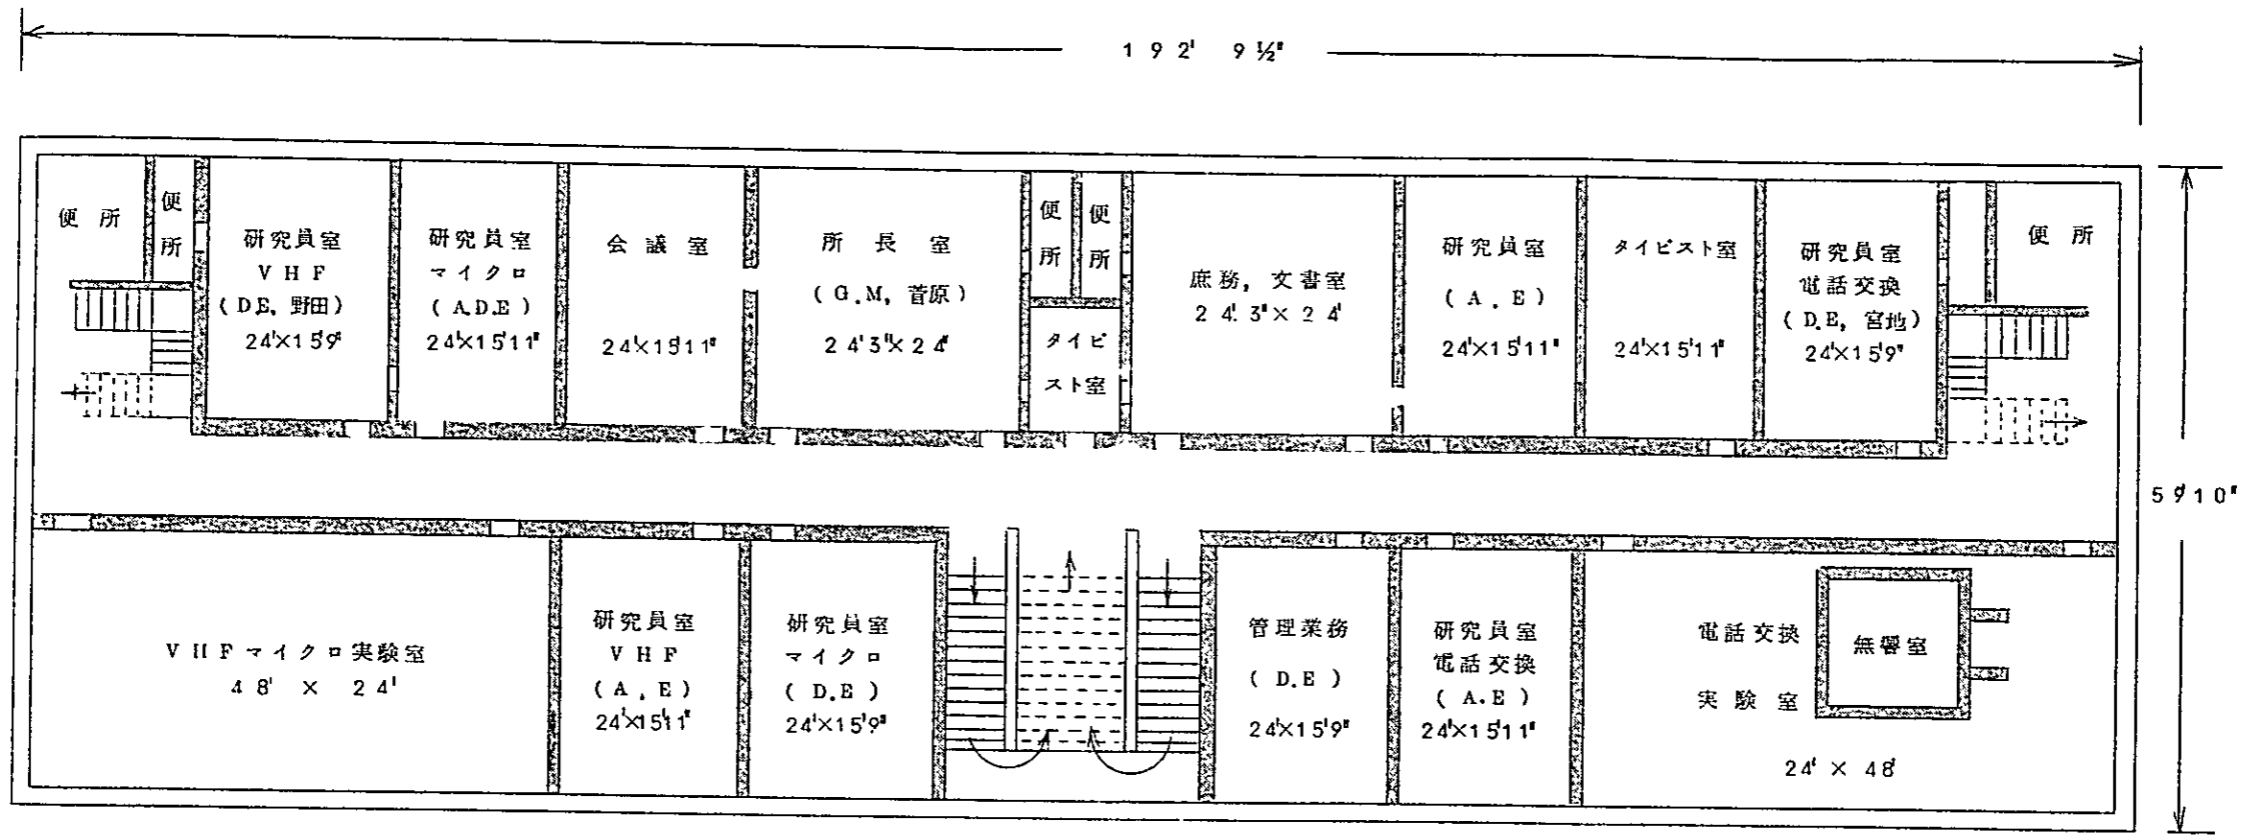 192' 9½"
便 所
便
所
研究員室
VHF
(D.E, 野田)
24'×15'9"
研究員室
マイクロ
(A.D.E)
24'×15'11"
会 議 室
24'×15'11"
所 長 室
(G.M, 菅原)
24'3"×24"
便
所
便
所
タイピ
スト室
庶務, 文書室
24'.3"×24'
研究員室
(A.E)
24'×15'11"
タイピスト室
24'×15'11"
研究員室
電話交換
(D.E, 宮地)
24'×15'9"
便 所
59'10"
VHFマイクロ実験室
48' × 24'
研究員室
VHF
(A.E)
24'×15'11"
研究員室
マイクロ
(D.E)
24'×15'9"
管理業務
(D.E)
24'×15'9"
研究員室
電話交換
(A.E)
24'×15'11"
電話交換
実 験 室
24' × 48'
無響室